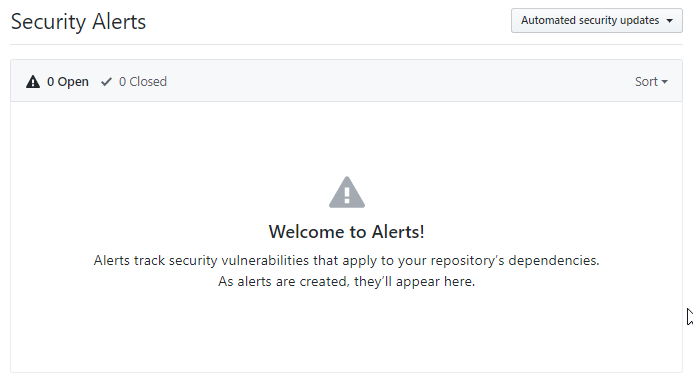 Security Alerts
Automated security updates
0 Open 0 Closed
Sort
Welcome to Alerts!
Alerts track security vulnerabilities that apply to your repository’s dependencies.
As alerts are created, they’ll appear here.